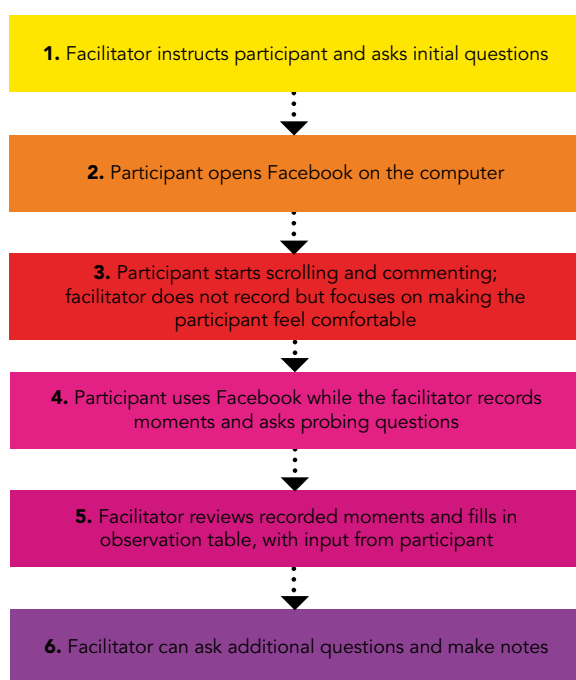 1. Facilitator instructs participant and asks initial questions
2. Participant opens Facebook on the computer
3. Participant starts scrolling and commenting;
facilitator does not record but focuses on making the
participant feel comfortable
4. Participant uses Facebook while the facilitator records
moments and asks probing questions
5. Facilitator reviews recorded moments and fills in
observation table, with input from participant
6. Facilitator can ask additional questions and make notes